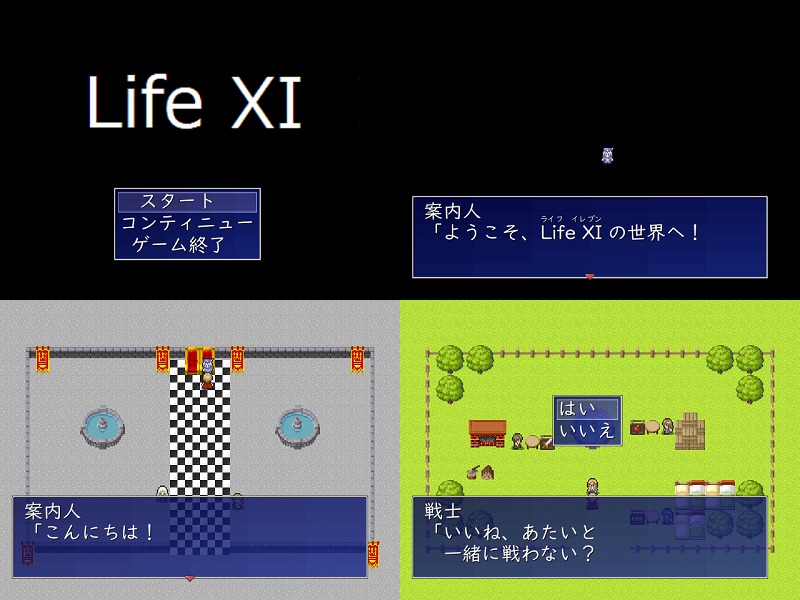 Life XI
スタート
コンティニュー
ゲーム終了
案内人
ライフ イレブン
「ようこそ、Life XI の世界へ！
案内人
「こんにちは！
はい
いいえ
戦士
「いいね、あたいと
一緒に戦わない？